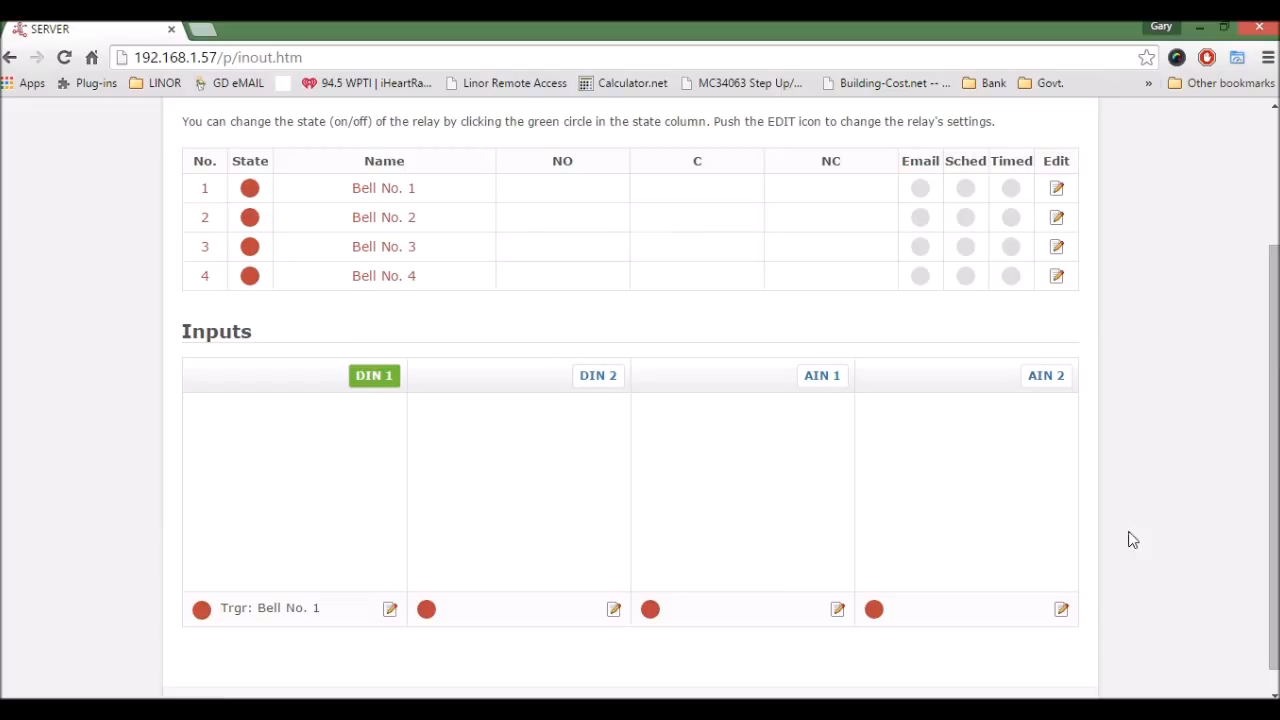 SERVER
Gary
192.168.1.57/p/inout.htm
Apps Plug-ins LINOR GD eMAIL 94.5 WPTI | iHeartRa... Linor Remote Access Calculator.net MC34063 Step Up/... Building-Cost.net -- ... Bank Govt. » Other bookmarks
You can change the state (on/off) of the relay by clicking the green circle in the state column. Push the EDIT icon to change the relay's settings.
No. State Name NO C NC Email Sched Timed Edit
1 Bell No. 1
2 Bell No. 2
3 Bell No. 3
4 Bell No. 4
Inputs
DIN 1 DIN 2 AIN 1 AIN 2
Trgr: Bell No. 1